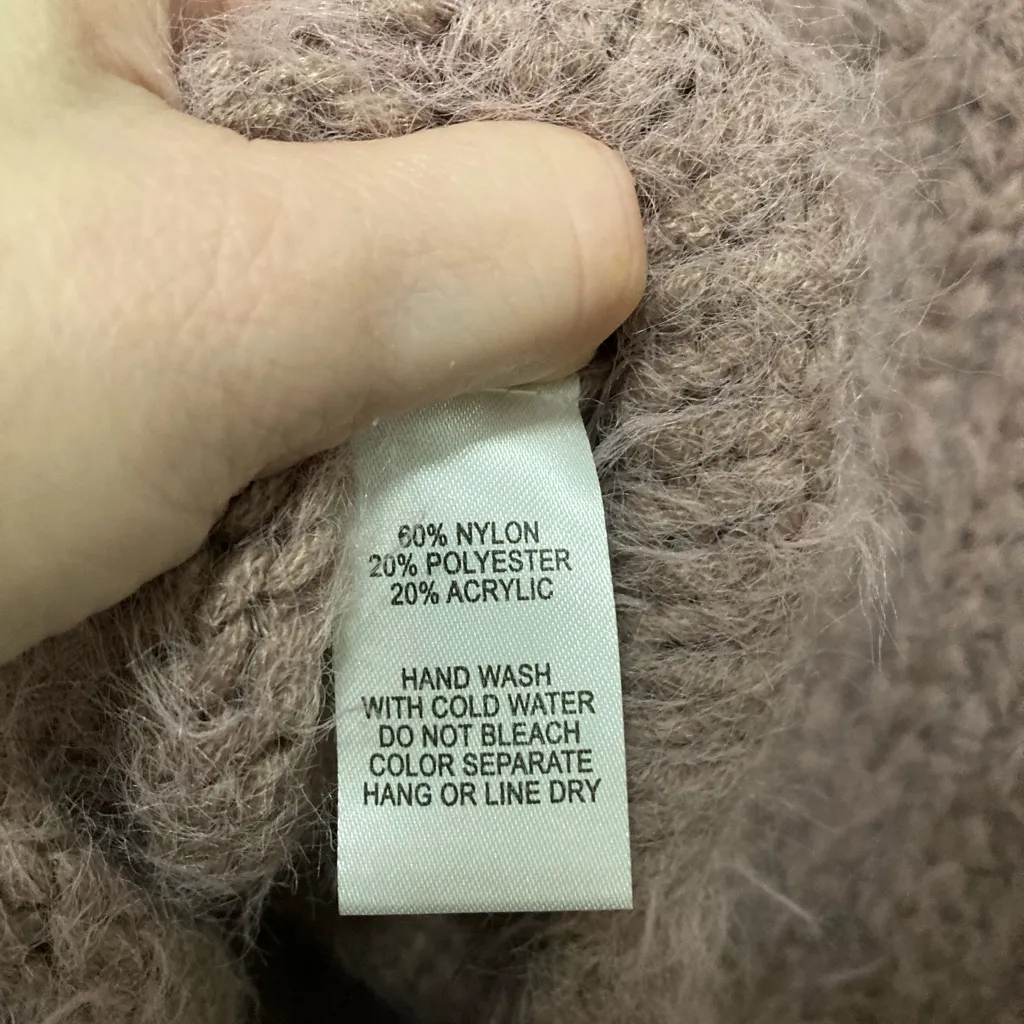 60% NYLON
20% POLYESTER
20% ACRYLIC
HAND WASH
WITH COLD WATER
DO NOT BLEACH
COLOR SEPARATE
HANG OR LINE DRY